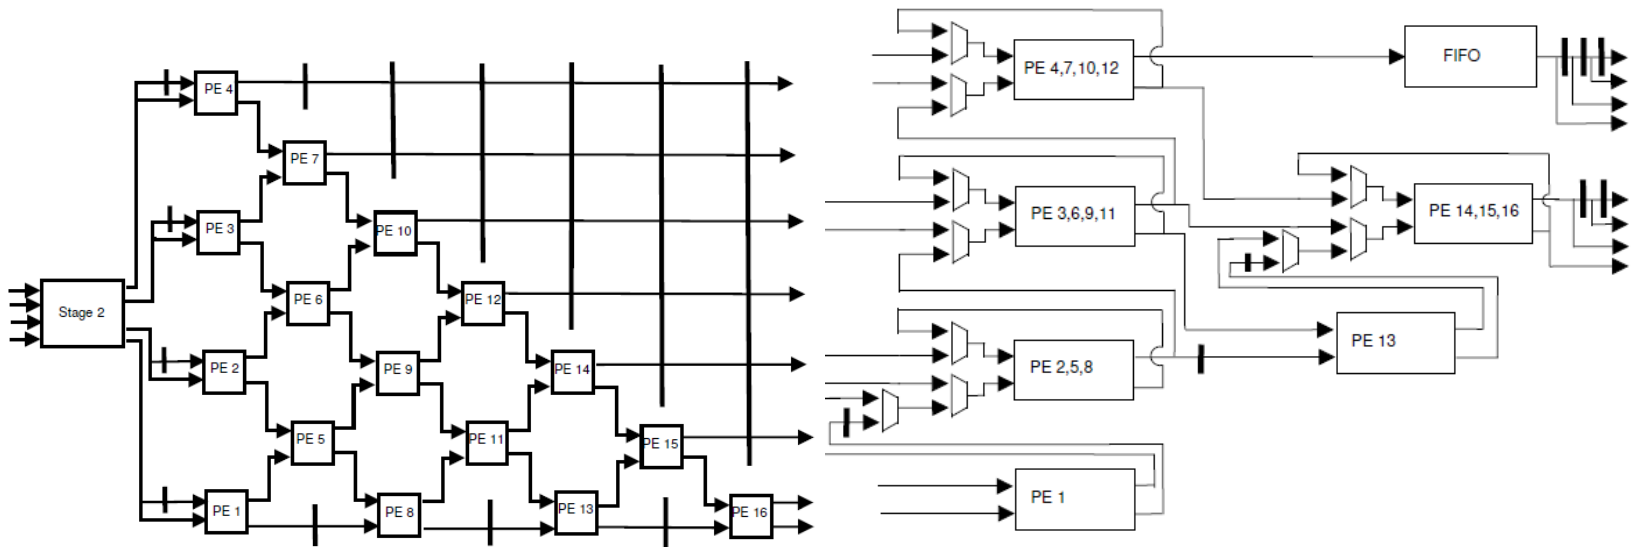 PE 4
PE 7
PE 3
PE 10
Stage 2
PE 6
PE 12
PE 2
PE 9
PE 14
PE 5
PE 11
PE 15
PE 1
PE 8
PE 13
PE 16
PE 4,7,10,12
FIFO
PE 3,6,9,11
PE 14,15,16
PE 2,5,8
PE 13
PE 1